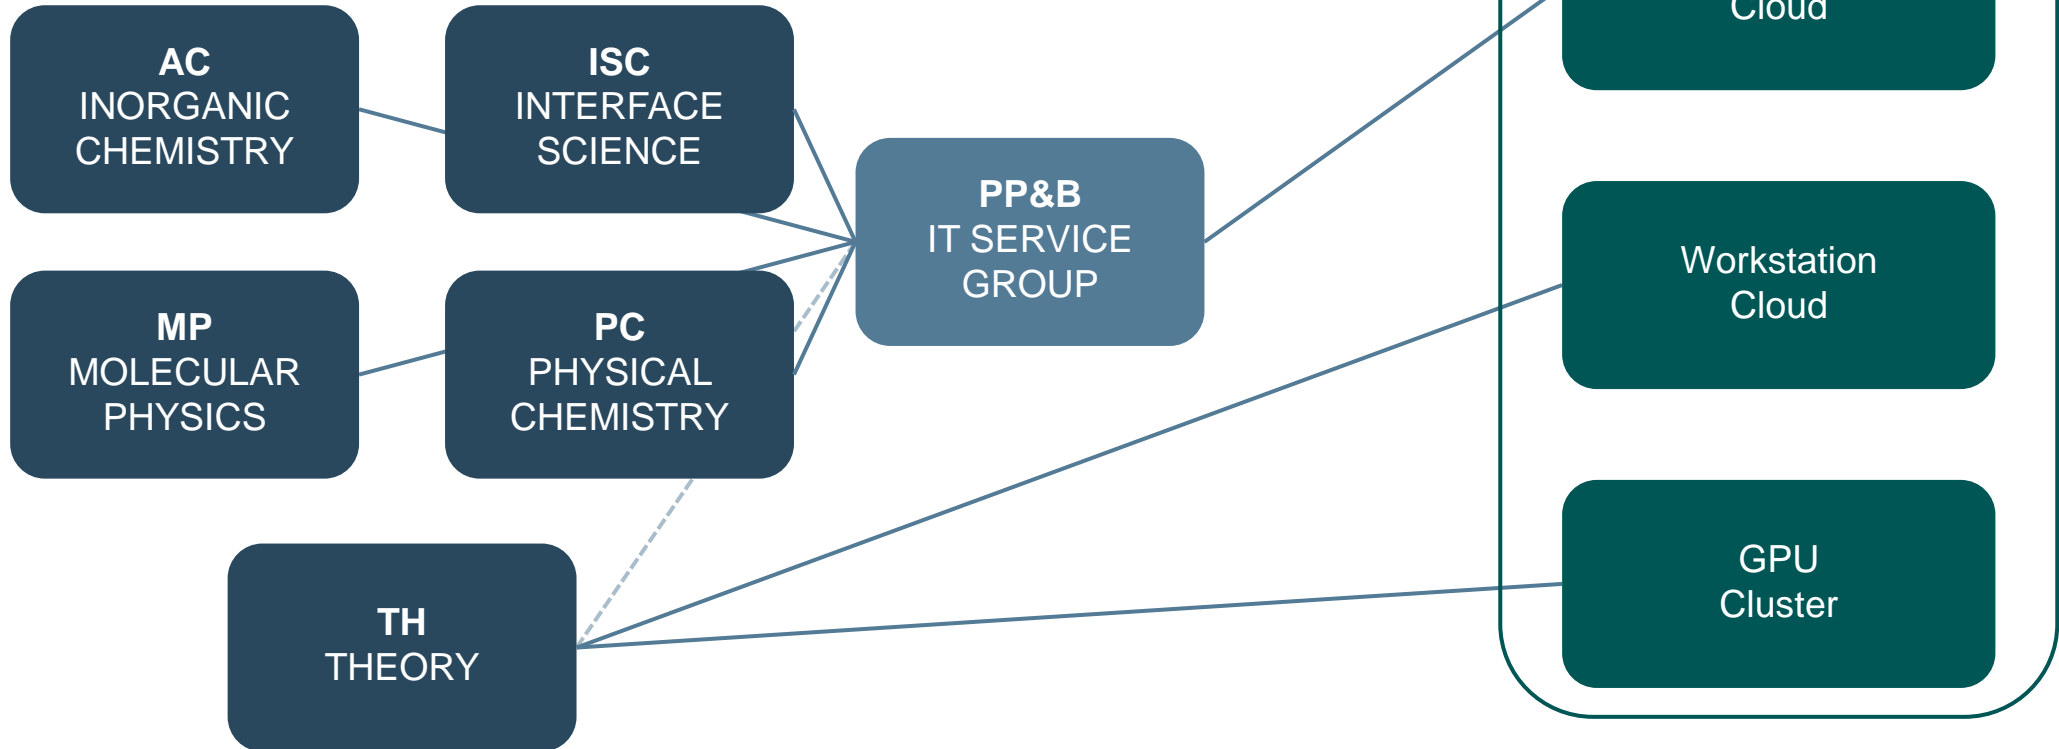 Cloud
AC
INORGANIC
CHEMISTRY
ISC
INTERFACE
SCIENCE
PP&B
IT SERVICE
GROUP
Workstation
Cloud
MP
MOLECULAR
PHYSICS
PC
PHYSICAL
CHEMISTRY
GPU
Cluster
TH
THEORY